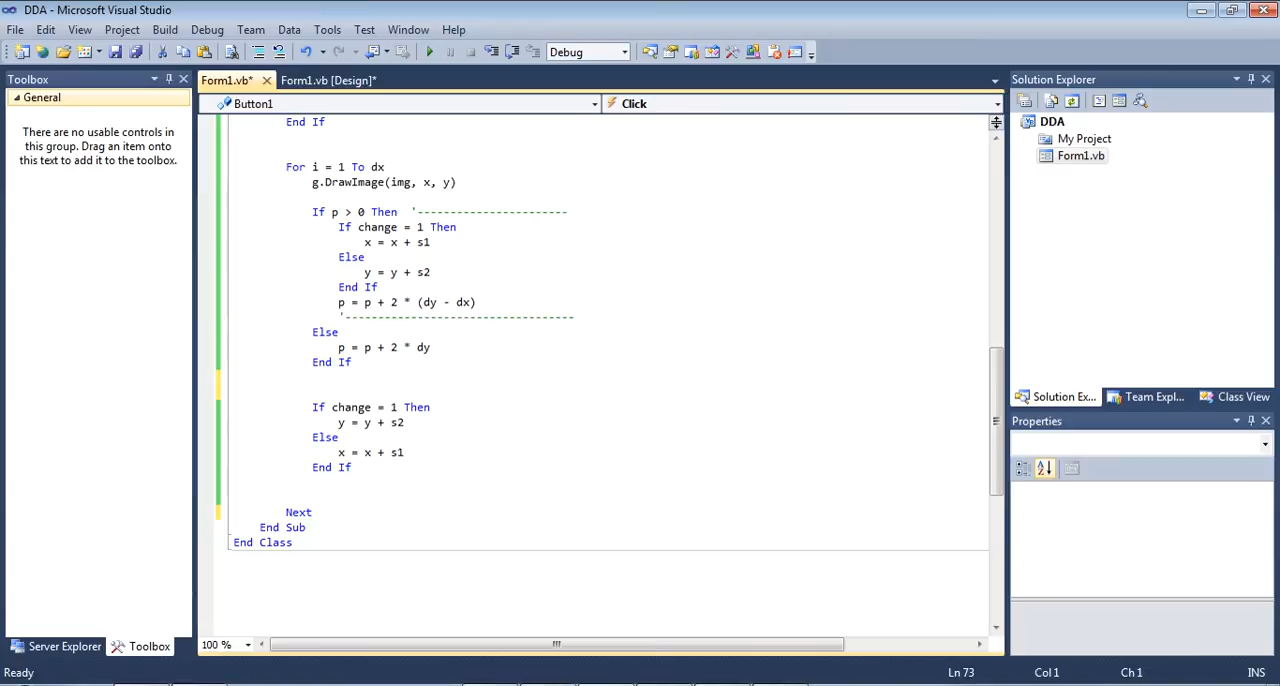 DDA - Microsoft Visual Studio
File Edit View Project Build Debug Team Data Tools Test Window Help
Debug
Toolbox
General
There are no usable controls in
this group. Drag an item onto
this text to add it to the toolbox.
Server Explorer Toolbox
Form1.vb* Form1.vb [Design]*
Button1 Click
End If
For i = 1 To dx
g.DrawImage(img, x, y)
If p > 0 Then '-----------------------
If change = 1 Then
x = x + s1
Else
y = y + s2
End If
p = p + 2 * (dy - dx)
'-----------------------------------
Else
p = p + 2 * dy
End If
If change = 1 Then
y = y + s2
Else
x = x + s1
End If
Next
End Sub
End Class
100 %
Solution Explorer
DDA
My Project
Form1.vb
Solution Ex... Team Expl... Class View
Properties
Ready Ln 73 Col 1 Ch 1 INS